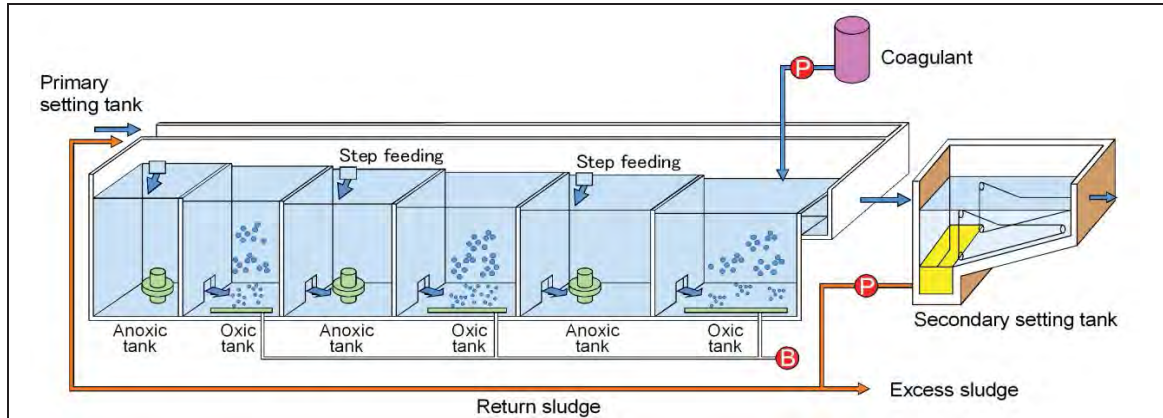 Coagulant
P
Primary
setting tank
Step feeding
Step feeding
P
Anoxic
tank
Oxic
tank
Anoxic
tank
Oxic
tank
Anoxic
tank
Oxic
tank
B
Secondary setting tank
Return sludge
Excess sludge